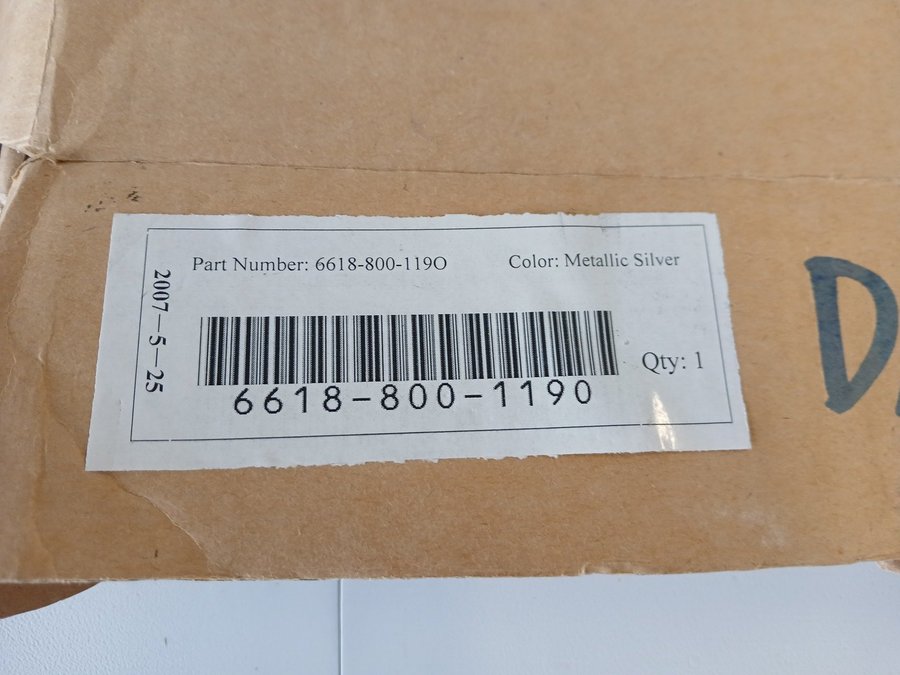 Part Number: 6618-800-119O
Color: Metallic Silver
2007-5-25
Qty: 1
6618-800-1190
D